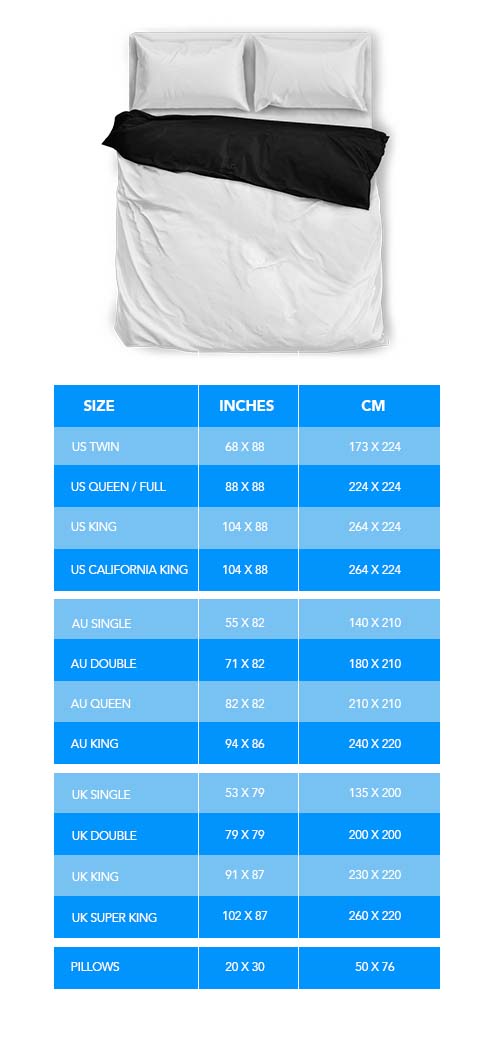 SIZE INCHES CM
US TWIN 68 X 88 173 X 224
US QUEEN / FULL 88 X 88 224 X 224
US KING 104 X 88 264 X 224
US CALIFORNIA KING 104 X 88 264 X 224
AU SINGLE 55 X 82 140 X 210
AU DOUBLE 71 X 82 180 X 210
AU QUEEN 82 X 82 210 X 210
AU KING 94 X 86 240 X 220
UK SINGLE 53 X 79 135 X 200
UK DOUBLE 79 X 79 200 X 200
UK KING 91 X 87 230 X 220
UK SUPER KING 102 X 87 260 X 220
PILLOWS 20 X 30 50 X 76